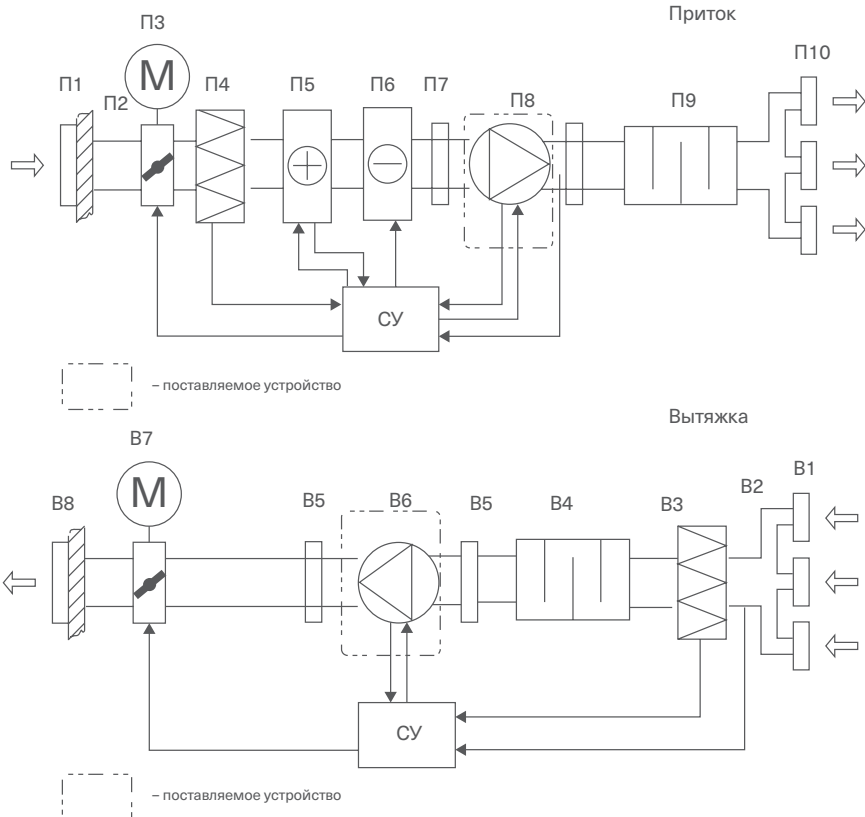 Приток
П3
П10
М
П1
П4
П5
П6
П7
П2
П8
П9
СУ
– поставляемое устройство
Вытяжка
В7
М
В8
В5
В6
В5
В4
В3
В2
В1
СУ
– поставляемое устройство